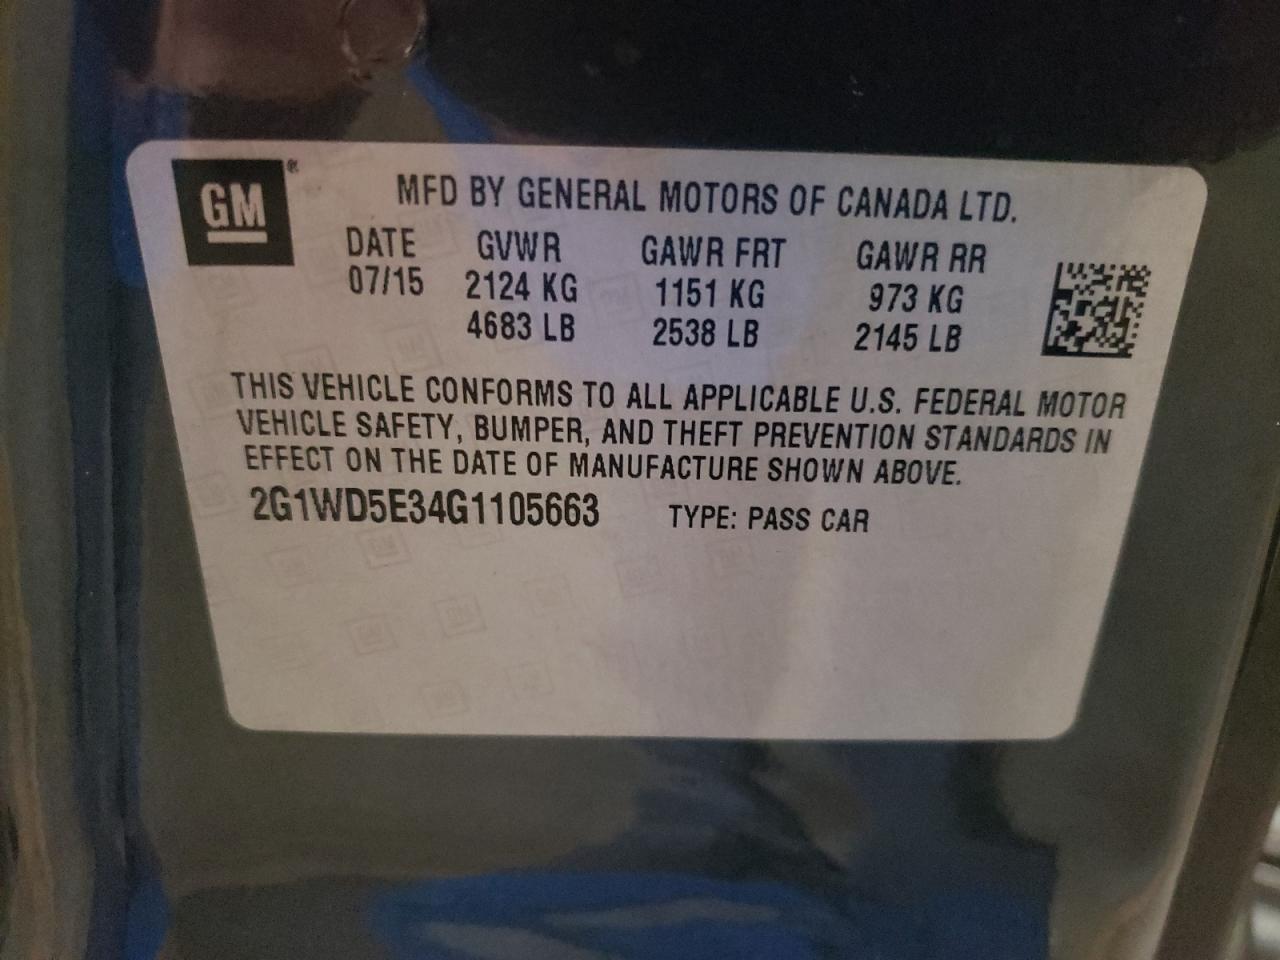 GM ®
MFD BY GENERAL MOTORS OF CANADA LTD.
DATE GVWR GAWR FRT GAWR RR
07/15 2124 KG 1151 KG 973 KG
4683 LB 2538 LB 2145 LB
THIS VEHICLE CONFORMS TO ALL APPLICABLE U.S. FEDERAL MOTOR
VEHICLE SAFETY, BUMPER, AND THEFT PREVENTION STANDARDS IN
EFFECT ON THE DATE OF MANUFACTURE SHOWN ABOVE.
2G1WD5E34G1105663 TYPE: PASS CAR